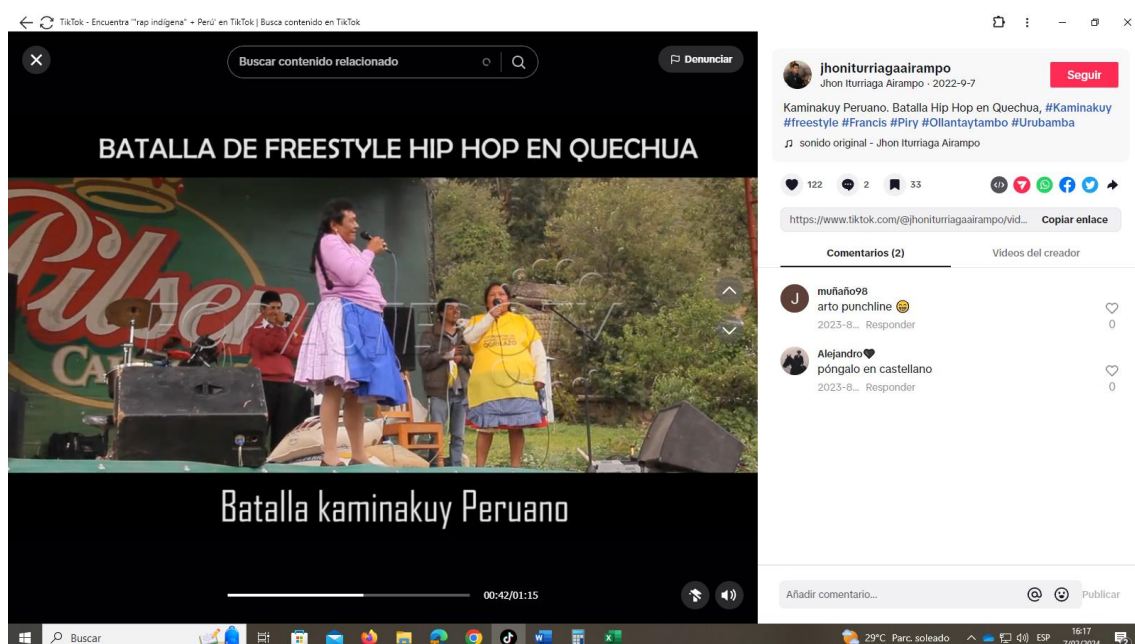 TikTok - Encuentra '"rap indígena" + Perú' en TikTok | Busca contenido en TikTok
Buscar contenido relacionado
Denunciar
BATALLA DE FREESTYLE HIP HOP EN QUECHUA
Pilsen
CA
Batalla kaminakuy Peruano
00:42/01:15
jhoniturriagaairampo
Jhon Iturriaga Airampo · 2022-9-7
Seguir
Kaminakuy Peruano. Batalla Hip Hop en Quechua, #Kaminakuy
#freestyle #Francis #Piry #Ollantaytambo #Urubamba
sonido original - Jhon Iturriaga Airampo
122
2
33
https://www.tiktok.com/@jhoniturriagaairampo/vid...
Copiar enlace
Comentarios (2)
Videos del creador
J
muñaño98
arto punchline 😁
2023-8... Responder
0
Alejandro🖤
póngalo en castellano
2023-8... Responder
0
Añadir comentario...
Publicar
Buscar
29°C Parc. soleado
ESP
16:17
7/02/2024